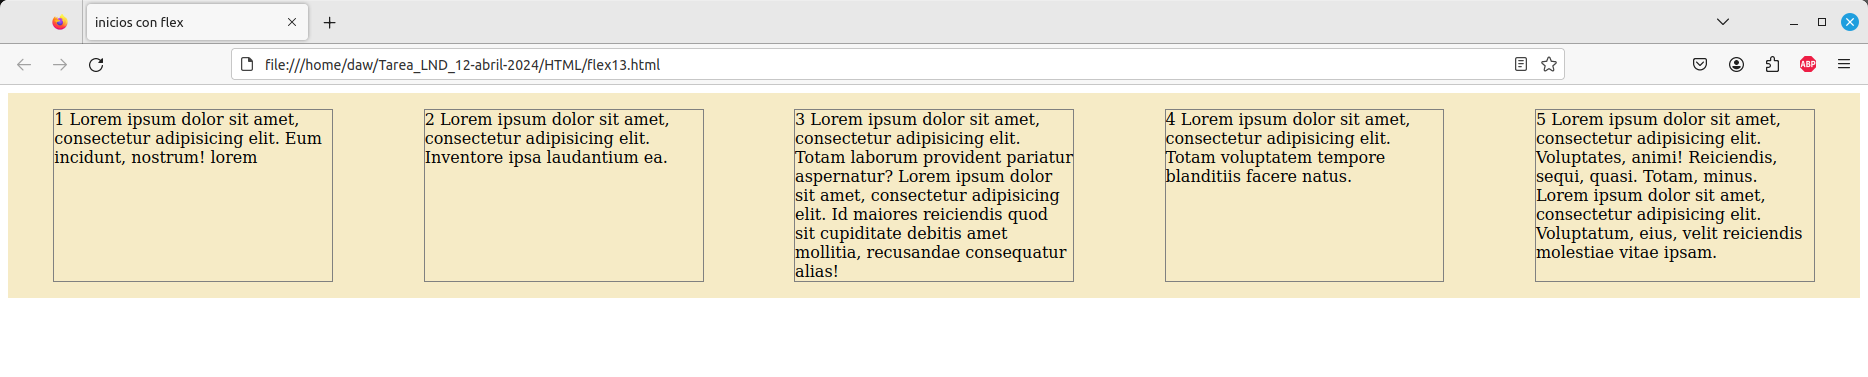 inicios con flex
file:///home/daw/Tarea_LND_12-abril-2024/HTML/flex13.html
ABP
1 Lorem ipsum dolor sit amet,
consectetur adipisicing elit. Eum
incidunt, nostrum! lorem
2 Lorem ipsum dolor sit amet,
consectetur adipisicing elit.
Inventore ipsa laudantium ea.
3 Lorem ipsum dolor sit amet,
consectetur adipisicing elit.
Totam laborum provident pariatur
aspernatur? Lorem ipsum dolor
sit amet, consectetur adipisicing
elit. Id maiores reiciendis quod
sit cupiditate debitis amet
mollitia, recusandae consequatur
alias!
4 Lorem ipsum dolor sit amet,
consectetur adipisicing elit.
Totam voluptatem tempore
blanditiis facere natus.
5 Lorem ipsum dolor sit amet,
consectetur adipisicing elit.
Voluptates, animi! Reiciendis,
sequi, quasi. Totam, minus.
Lorem ipsum dolor sit amet,
consectetur adipisicing elit.
Voluptatum, eius, velit reiciendis
molestiae vitae ipsam.